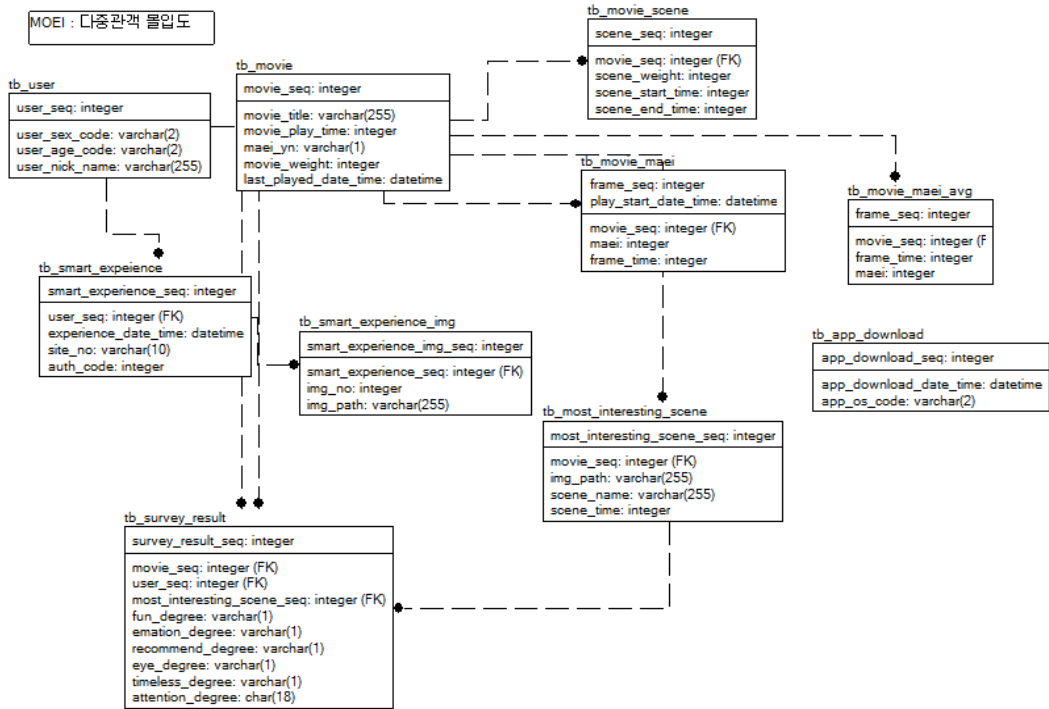 MOEI : 다중관객 몰입도
tb_movie_scene
scene_seq: integer
movie_seq: integer (FK)
scene_weight: integer
scene_start_time: integer
scene_end_time: integer
tb_user
user_seq: integer
user_sex_code: varchar(2)
user_age_code: varchar(2)
user_nick_name: varchar(255)
tb_movie
movie_seq: integer
movie_title: varchar(255)
movie_play_time: integer
maei_yn: varchar(1)
movie_weight: integer
last_played_date_time: datetime
tb_movie_maei
frame_seq: integer
play_start_date_time: datetime
movie_seq: integer (FK)
maei: integer
frame_time: integer
tb_movie_maei_avg
frame_seq: integer
movie_seq: integer (F
frame_time: integer
maei: integer
tb_smart_expeience
smart_experience_seq: integer
user_seq: integer (FK)
experience_date_time: datetime
site_no: varchar(10)
auth_code: integer
tb_smart_experience_img
smart_experience_img_seq: integer
smart_experience_seq: integer (FK)
img_no: integer
img_path: varchar(255)
tb_app_download
app_download_seq: integer
app_download_date_time: datetime
app_os_code: varchar(2)
tb_most_interesting_scene
most_interesting_scene_seq: integer
movie_seq: integer (FK)
img_path: varchar(255)
scene_name: varchar(255)
scene_time: integer
tb_survey_result
survey_result_seq: integer
movie_seq: integer (FK)
user_seq: integer (FK)
most_interesting_scene_seq: integer (FK)
fun_degree: varchar(1)
emation_degree: varchar(1)
recommend_degree: varchar(1)
eye_degree: varchar(1)
timeless_degree: varchar(1)
attention_degree: char(18)